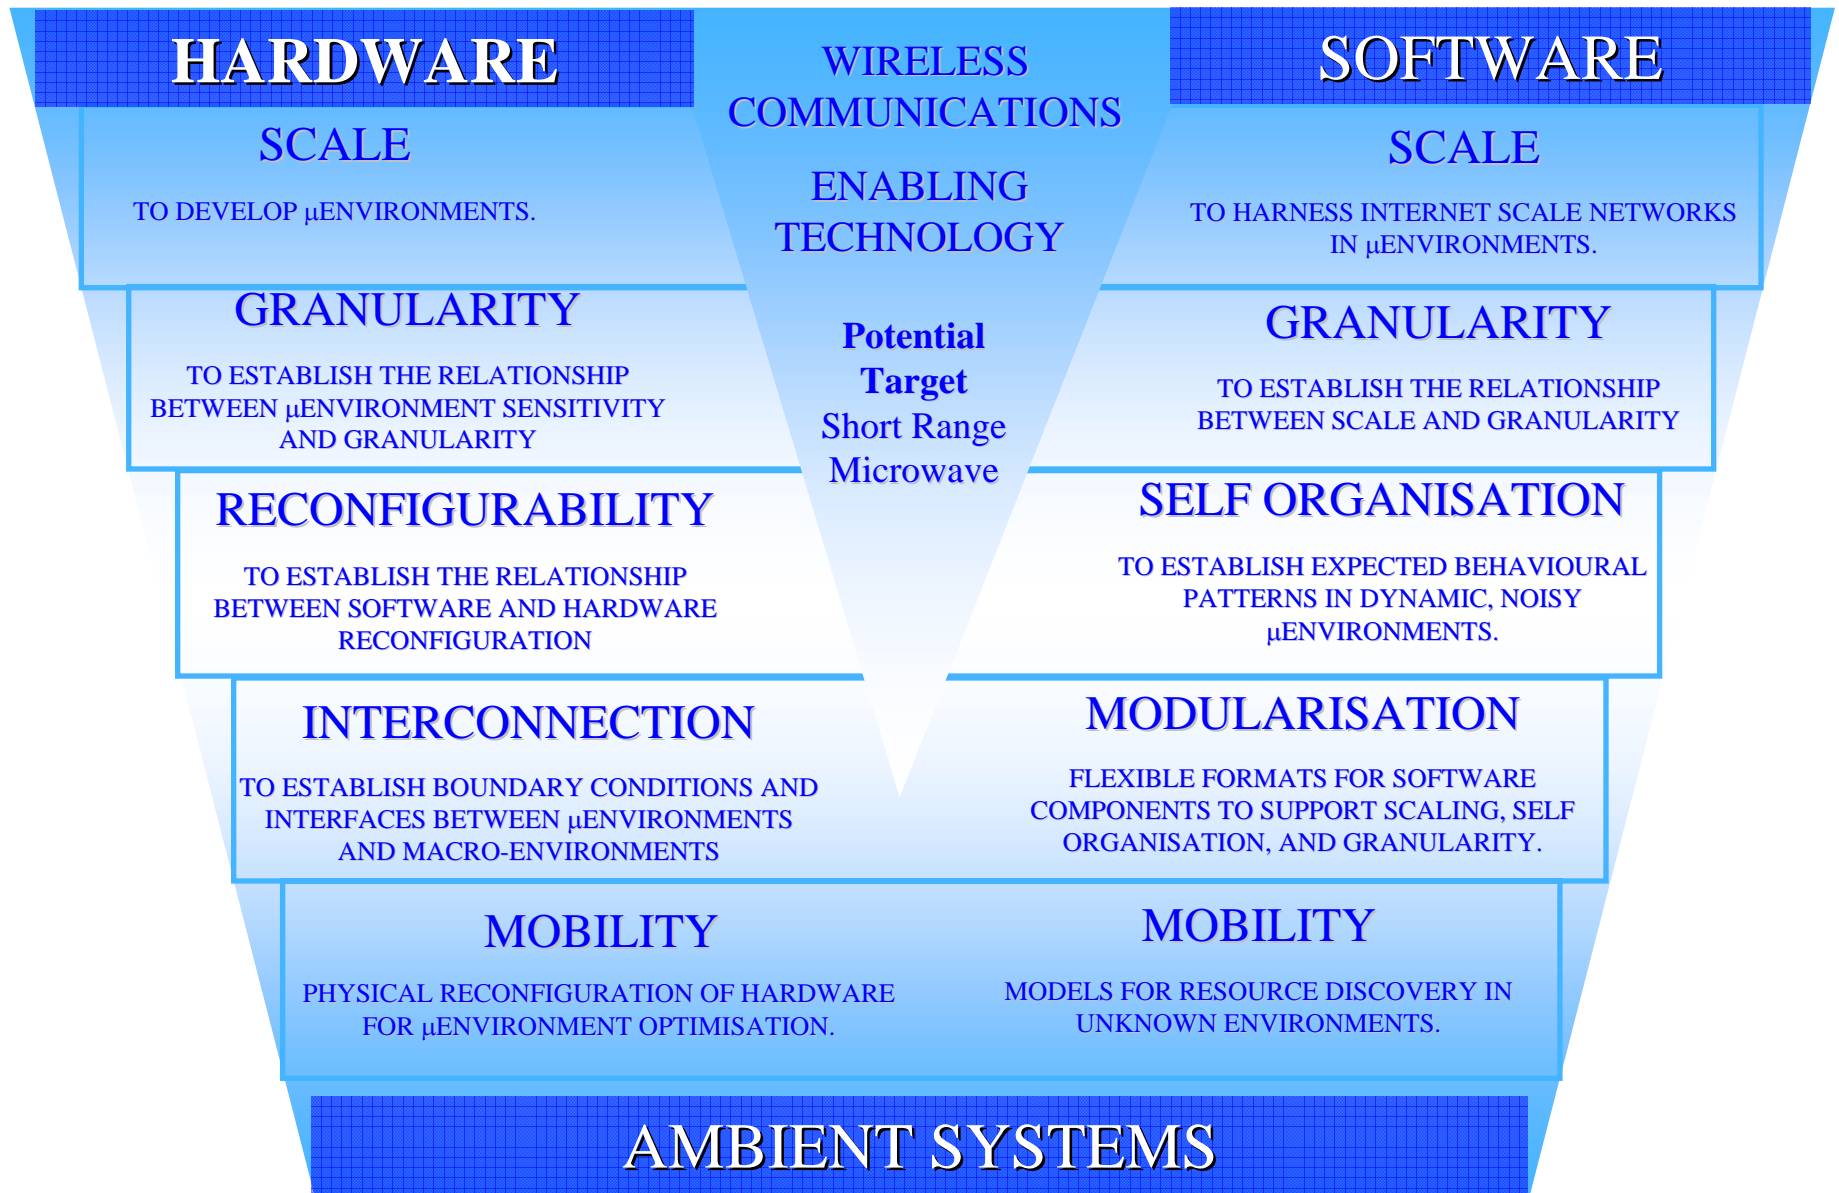 HARDWARE
WIRELESS
COMMUNICATIONS
ENABLING
TECHNOLOGY
Potential
Target
Short Range
Microwave
SOFTWARE
SCALE
TO DEVELOP μENVIRONMENTS.
SCALE
TO HARNESS INTERNET SCALE NETWORKS
IN μENVIRONMENTS.
GRANULARITY
TO ESTABLISH THE RELATIONSHIP
BETWEEN μENVIRONMENT SENSITIVITY
AND GRANULARITY
GRANULARITY
TO ESTABLISH THE RELATIONSHIP
BETWEEN SCALE AND GRANULARITY
RECONFIGURABILITY
TO ESTABLISH THE RELATIONSHIP
BETWEEN SOFTWARE AND HARDWARE
RECONFIGURATION
SELF ORGANISATION
TO ESTABLISH EXPECTED BEHAVIOURAL
PATTERNS IN DYNAMIC, NOISY
μENVIRONMENTS.
INTERCONNECTION
TO ESTABLISH BOUNDARY CONDITIONS AND
INTERFACES BETWEEN μENVIRONMENTS
AND MACRO-ENVIRONMENTS
MODULARISATION
FLEXIBLE FORMATS FOR SOFTWARE
COMPONENTS TO SUPPORT SCALING, SELF
ORGANISATION, AND GRANULARITY.
MOBILITY
PHYSICAL RECONFIGURATION OF HARDWARE
FOR μENVIRONMENT OPTIMISATION.
MOBILITY
MODELS FOR RESOURCE DISCOVERY IN
UNKNOWN ENVIRONMENTS.
AMBIENT SYSTEMS